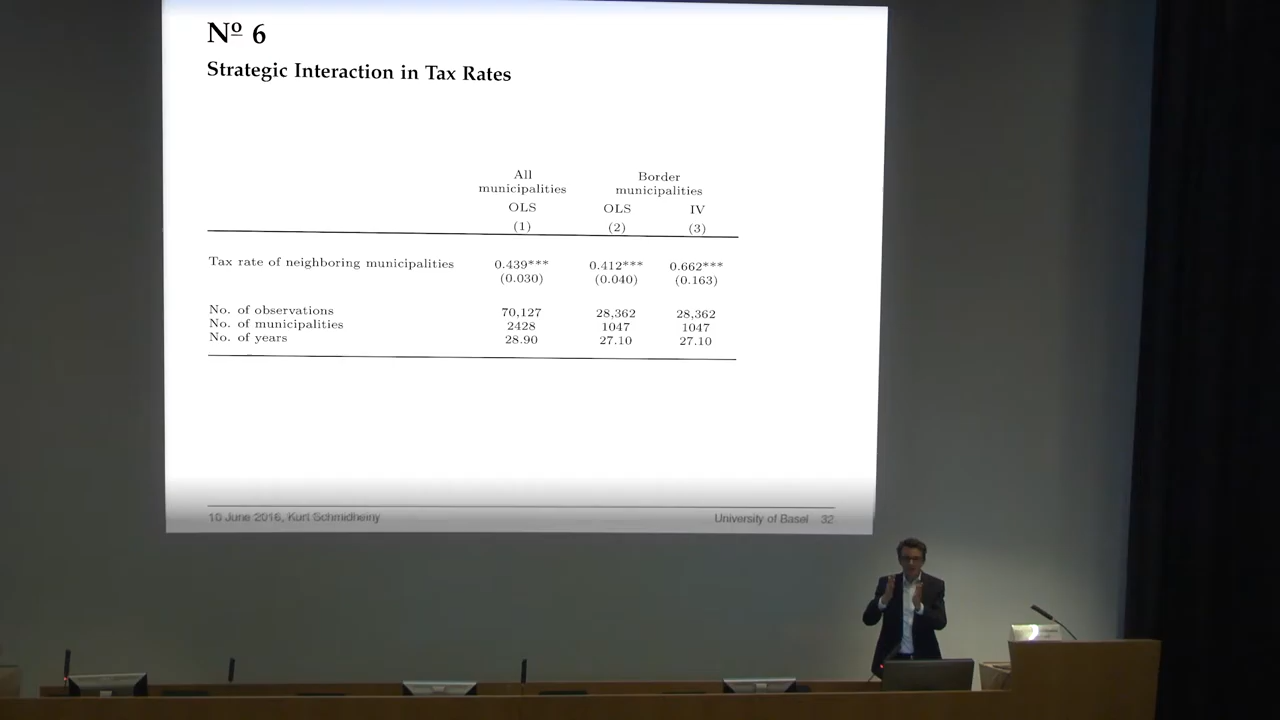 Nº 6
Strategic Interaction in Tax Rates
All municipalities Border municipalities
OLS OLS IV
(1) (2) (3)
Tax rate of neighboring municipalities 0.439*** 0.412*** 0.662***
(0.030) (0.040) (0.163)
No. of observations 70,127 28,362 28,362
No. of municipalities 2428 1047 1047
No. of years 28.90 27.10 27.10
10 June 2016, Kurt Schmidheiny University of Basel 32